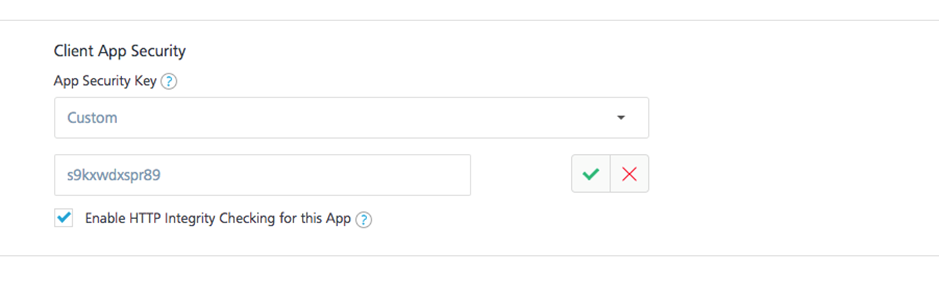 Client App Security
App Security Key ?
Custom
s9kxwdxspr89
Enable HTTP Integrity Checking for this App ?